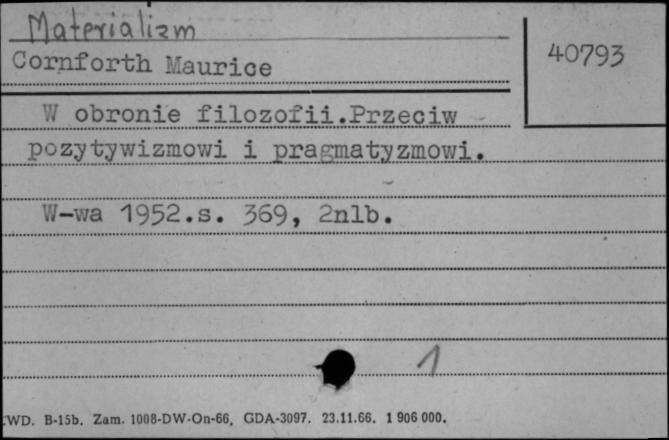 Materializm
Cornforth Maurice
40793
W obronie filozofii.Przeciw
pozytywizmowi i pragmatyzmowi.
W-wa 1952.s. 369, 2nlb.
1
WD. B-15b. Zam. 1008-DW-On-66, GDA-3097. 23.11.66. 1 906 000.